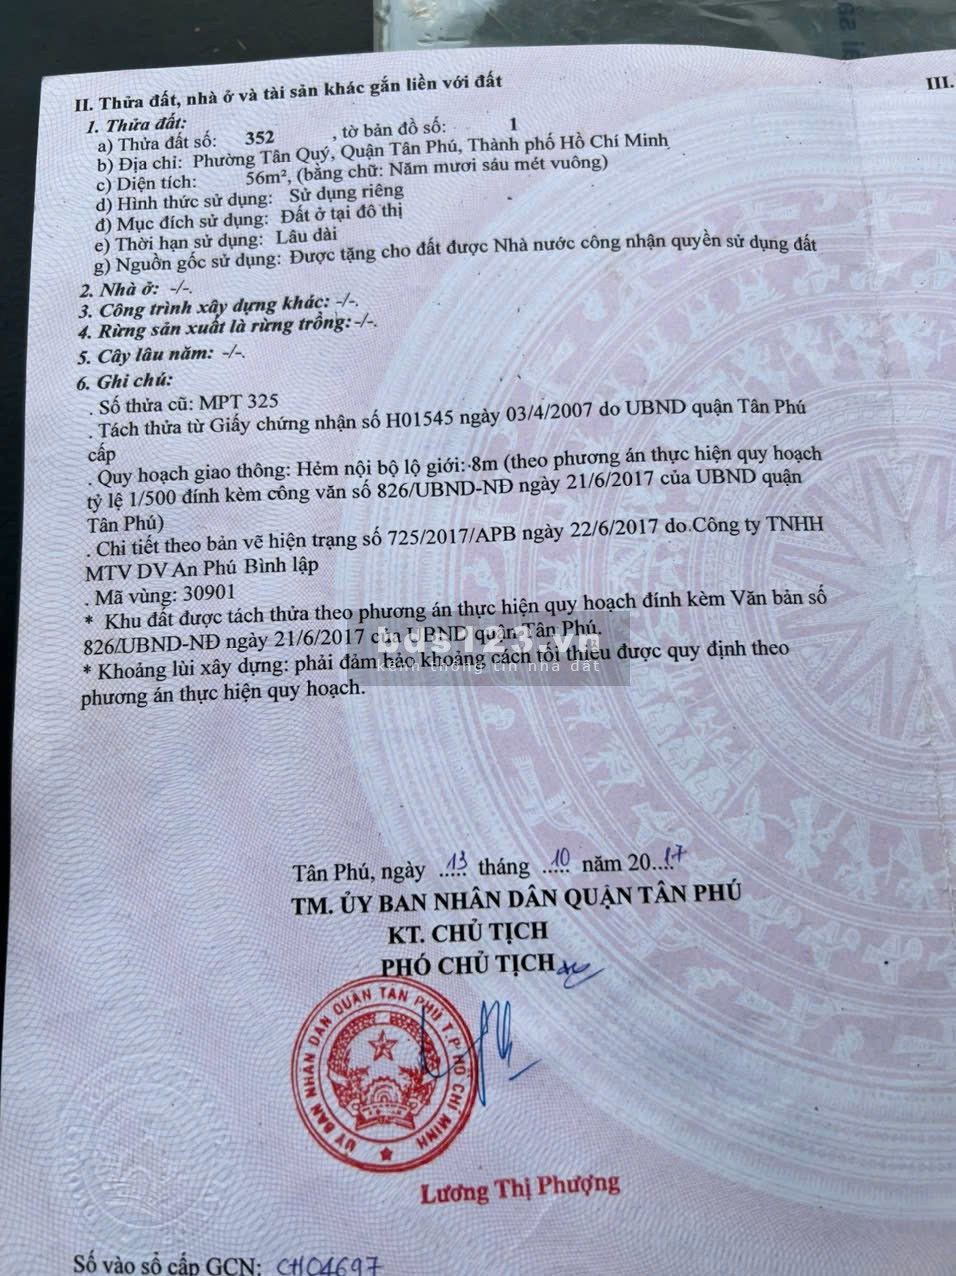 II. Thửa đất, nhà ở và tài sản khác gắn liền với đất
III.
1. Thửa đất:
a) Thửa đất số: 352 , tờ bản đồ số: 1
b) Địa chỉ: Phường Tân Quý, Quận Tân Phú, Thành phố Hồ Chí Minh
c) Diện tích: 56m², (bằng chữ: Năm mươi sáu mét vuông)
d) Hình thức sử dụng: Sử dụng riêng
đ) Mục đích sử dụng: Đất ở tại đô thị
e) Thời hạn sử dụng: Lâu dài
g) Nguồn gốc sử dụng: Được tặng cho đất được Nhà nước công nhận quyền sử dụng đất
2. Nhà ở: -/-.
3. Công trình xây dựng khác: -/-.
4. Rừng sản xuất là rừng trồng: -/-.
5. Cây lâu năm: -/-.
6. Ghi chú:
. Số thửa cũ: MPT 325
. Tách thửa từ Giấy chứng nhận số H01545 ngày 03/4/2007 do UBND quận Tân Phú
cấp
. Quy hoạch giao thông: Hẻm nội bộ lộ giới: 8m (theo phương án thực hiện quy hoạch
tỷ lệ 1/500 đính kèm công văn số 826/UBND-NĐ ngày 21/6/2017 của UBND quận
Tân Phú)
. Chi tiết theo bản vẽ hiện trạng số 725/2017/APB ngày 22/6/2017 do Công ty TNHH
MTV DV An Phú Bình lập
. Mã vùng: 30901
* Khu đất được tách thửa theo phương án thực hiện quy hoạch đính kèm Văn bản số
826/UBND-NĐ ngày 21/6/2017 của UBND quận Tân Phú.
bds123.vn
* Khoảng lùi xây dựng: phải đảm bảo khoảng cách tối thiểu được quy định theo
kênh thông tin nhà đất
phương án thực hiện quy hoạch.
Tân Phú, ngày 13 tháng 10 năm 2017
TM. ỦY BAN NHÂN DÂN QUẬN TÂN PHÚ
KT. CHỦ TỊCH
PHÓ CHỦ TỊCH
ỦY BAN NHÂN DÂN QUẬN TÂN PHÚ T.P HỒ CHÍ MINH
Lương Thị Phượng
Số vào sổ cấp GCN: CH04697